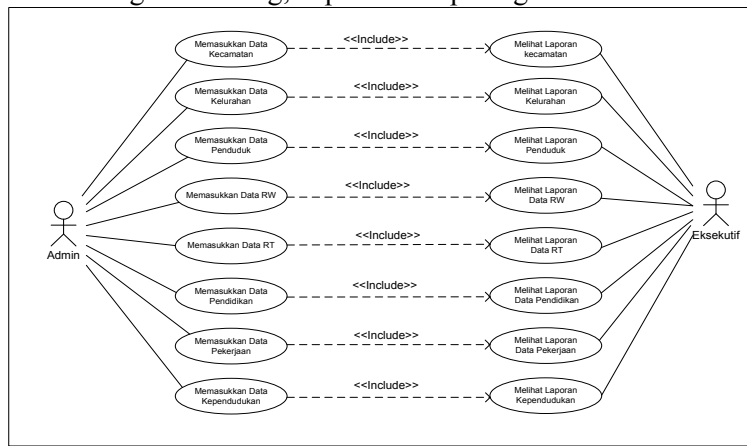 <<Include>>
Memasukkan Data
Kecamatan
Melihat Laporan
kecamatan
<<Include>>
Memasukkan Data
Kelurahan
Melihat Laporan
Kelurahan
<<Include>>
Memasukkan Data
Penduduk
Melihat Laporan
Penduduk
<<Include>>
Memasukkan Data RW
Melihat Laporan
Data RW
Admin
Eksekutif
<<Include>>
Memasukkan Data RT
Melihat Laporan
Data RT
<<Include>>
Memasukkan Data
Pendidikan
Melihat Laporan
Data Pendidikan
<<Include>>
Memasukkan Data
Pekerjaan
Melihat Laporan
Data Pekerjaan
<<Include>>
Memasukkan Data
Kependudukan
Melihat Laporan
Kependudukan